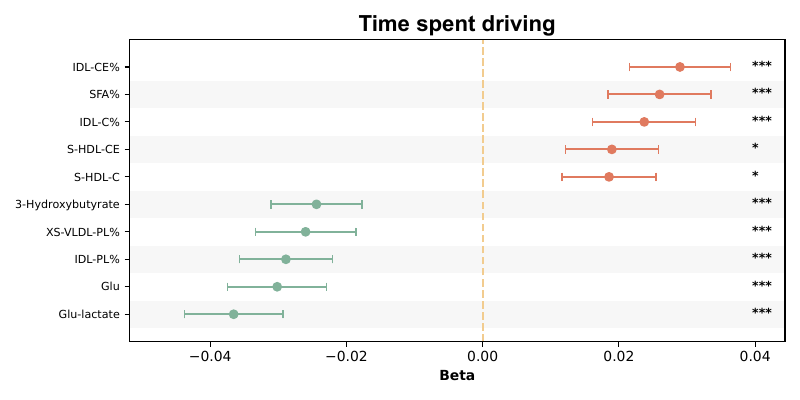 Time spent driving
IDL-CE% ***
SFA% ***
IDL-C% ***
S-HDL-CE *
S-HDL-C *
3-Hydroxybutyrate ***
XS-VLDL-PL% ***
IDL-PL% ***
Glu ***
Glu-lactate ***
−0.04 −0.02 0.00 0.02 0.04
Beta